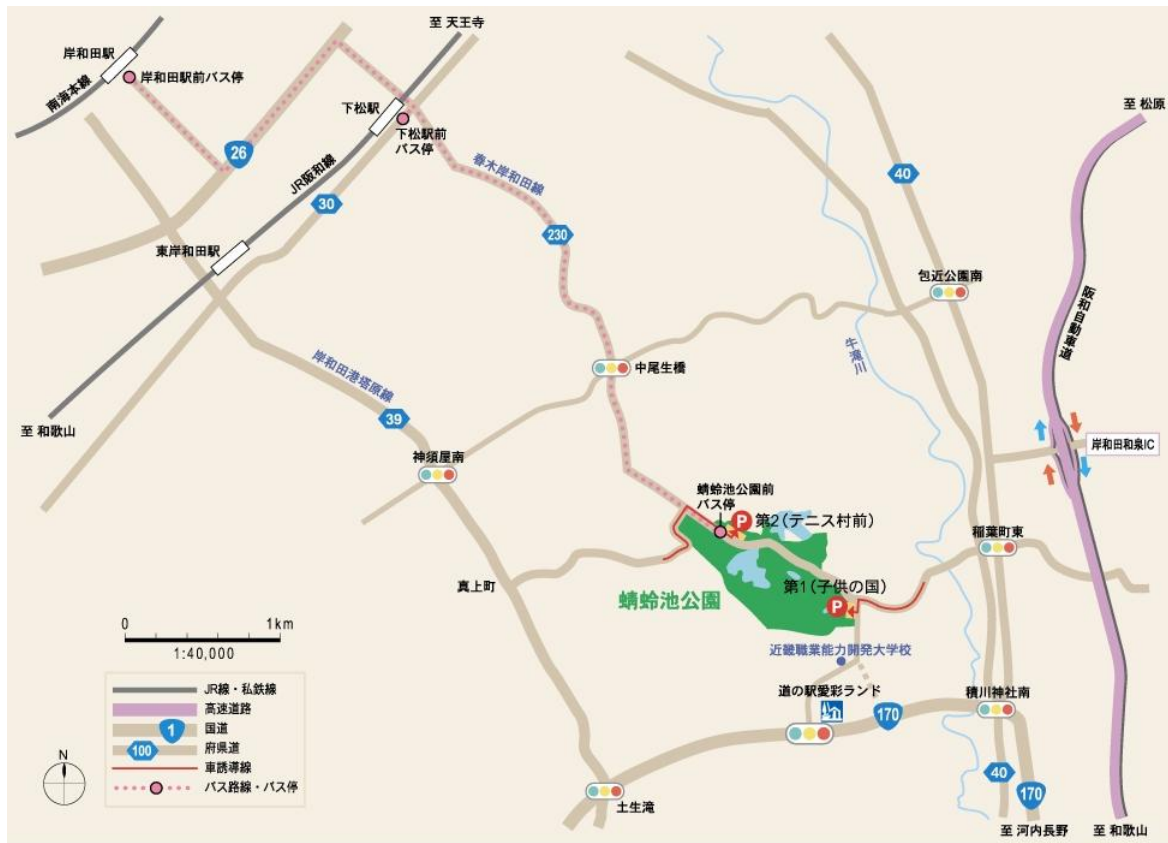 至 天王寺
岸和田駅
岸和田駅前バス停
南海本線
下松駅
下松駅前
バス停
26
JR阪和線
30
春木岸和田線
230
東岸和田駅
40
至 松原
包近公園南
阪和自動車道
牛滝川
中尾生橋
岸和田港塔原線
39
至 和歌山
神須屋南
岸和田和泉IC
蜻蛉池公園前
バス停
P
第2(テニス村前)
稲葉町東
真上町
蜻蛉池公園
第1(子供の国)
P
近畿職業能力開発大学校
道の駅愛彩ランド
170
積川神社南
土生滝
40
170
至 河内長野
至 和歌山
0
1km
1:40,000
JR線・私鉄線
高速道路
国道
1
府県道
100
車誘導線
バス路線・バス停
N